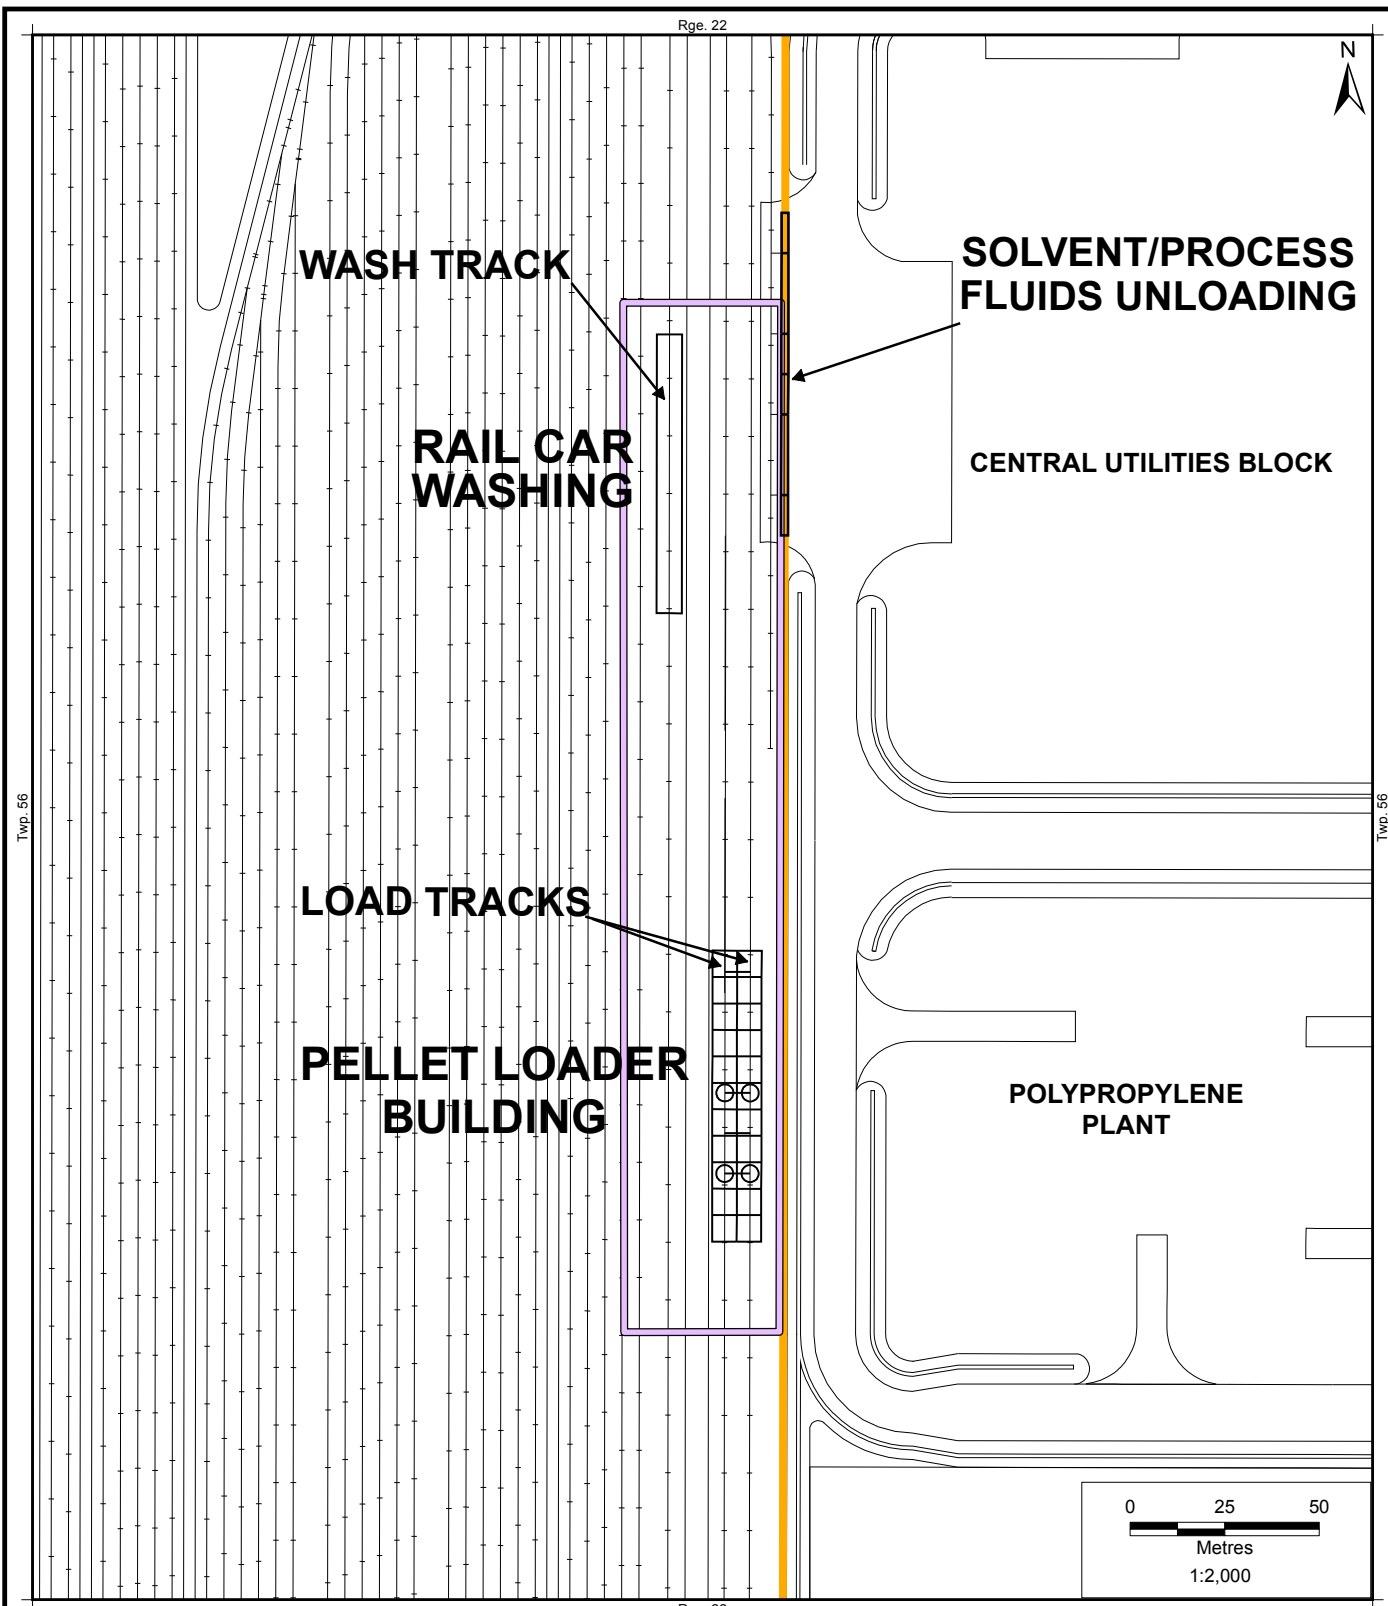 Rge. 22
N
WASH TRACK
SOLVENT/PROCESS
FLUIDS UNLOADING
RAIL CAR
WASHING
CENTRAL UTILITIES BLOCK
Twp. 56
Twp. 56
LOAD TRACKS
PELLET LOADER
BUILDING
POLYPROPYLENE
PLANT
0 25 50
Metres
1:2,000